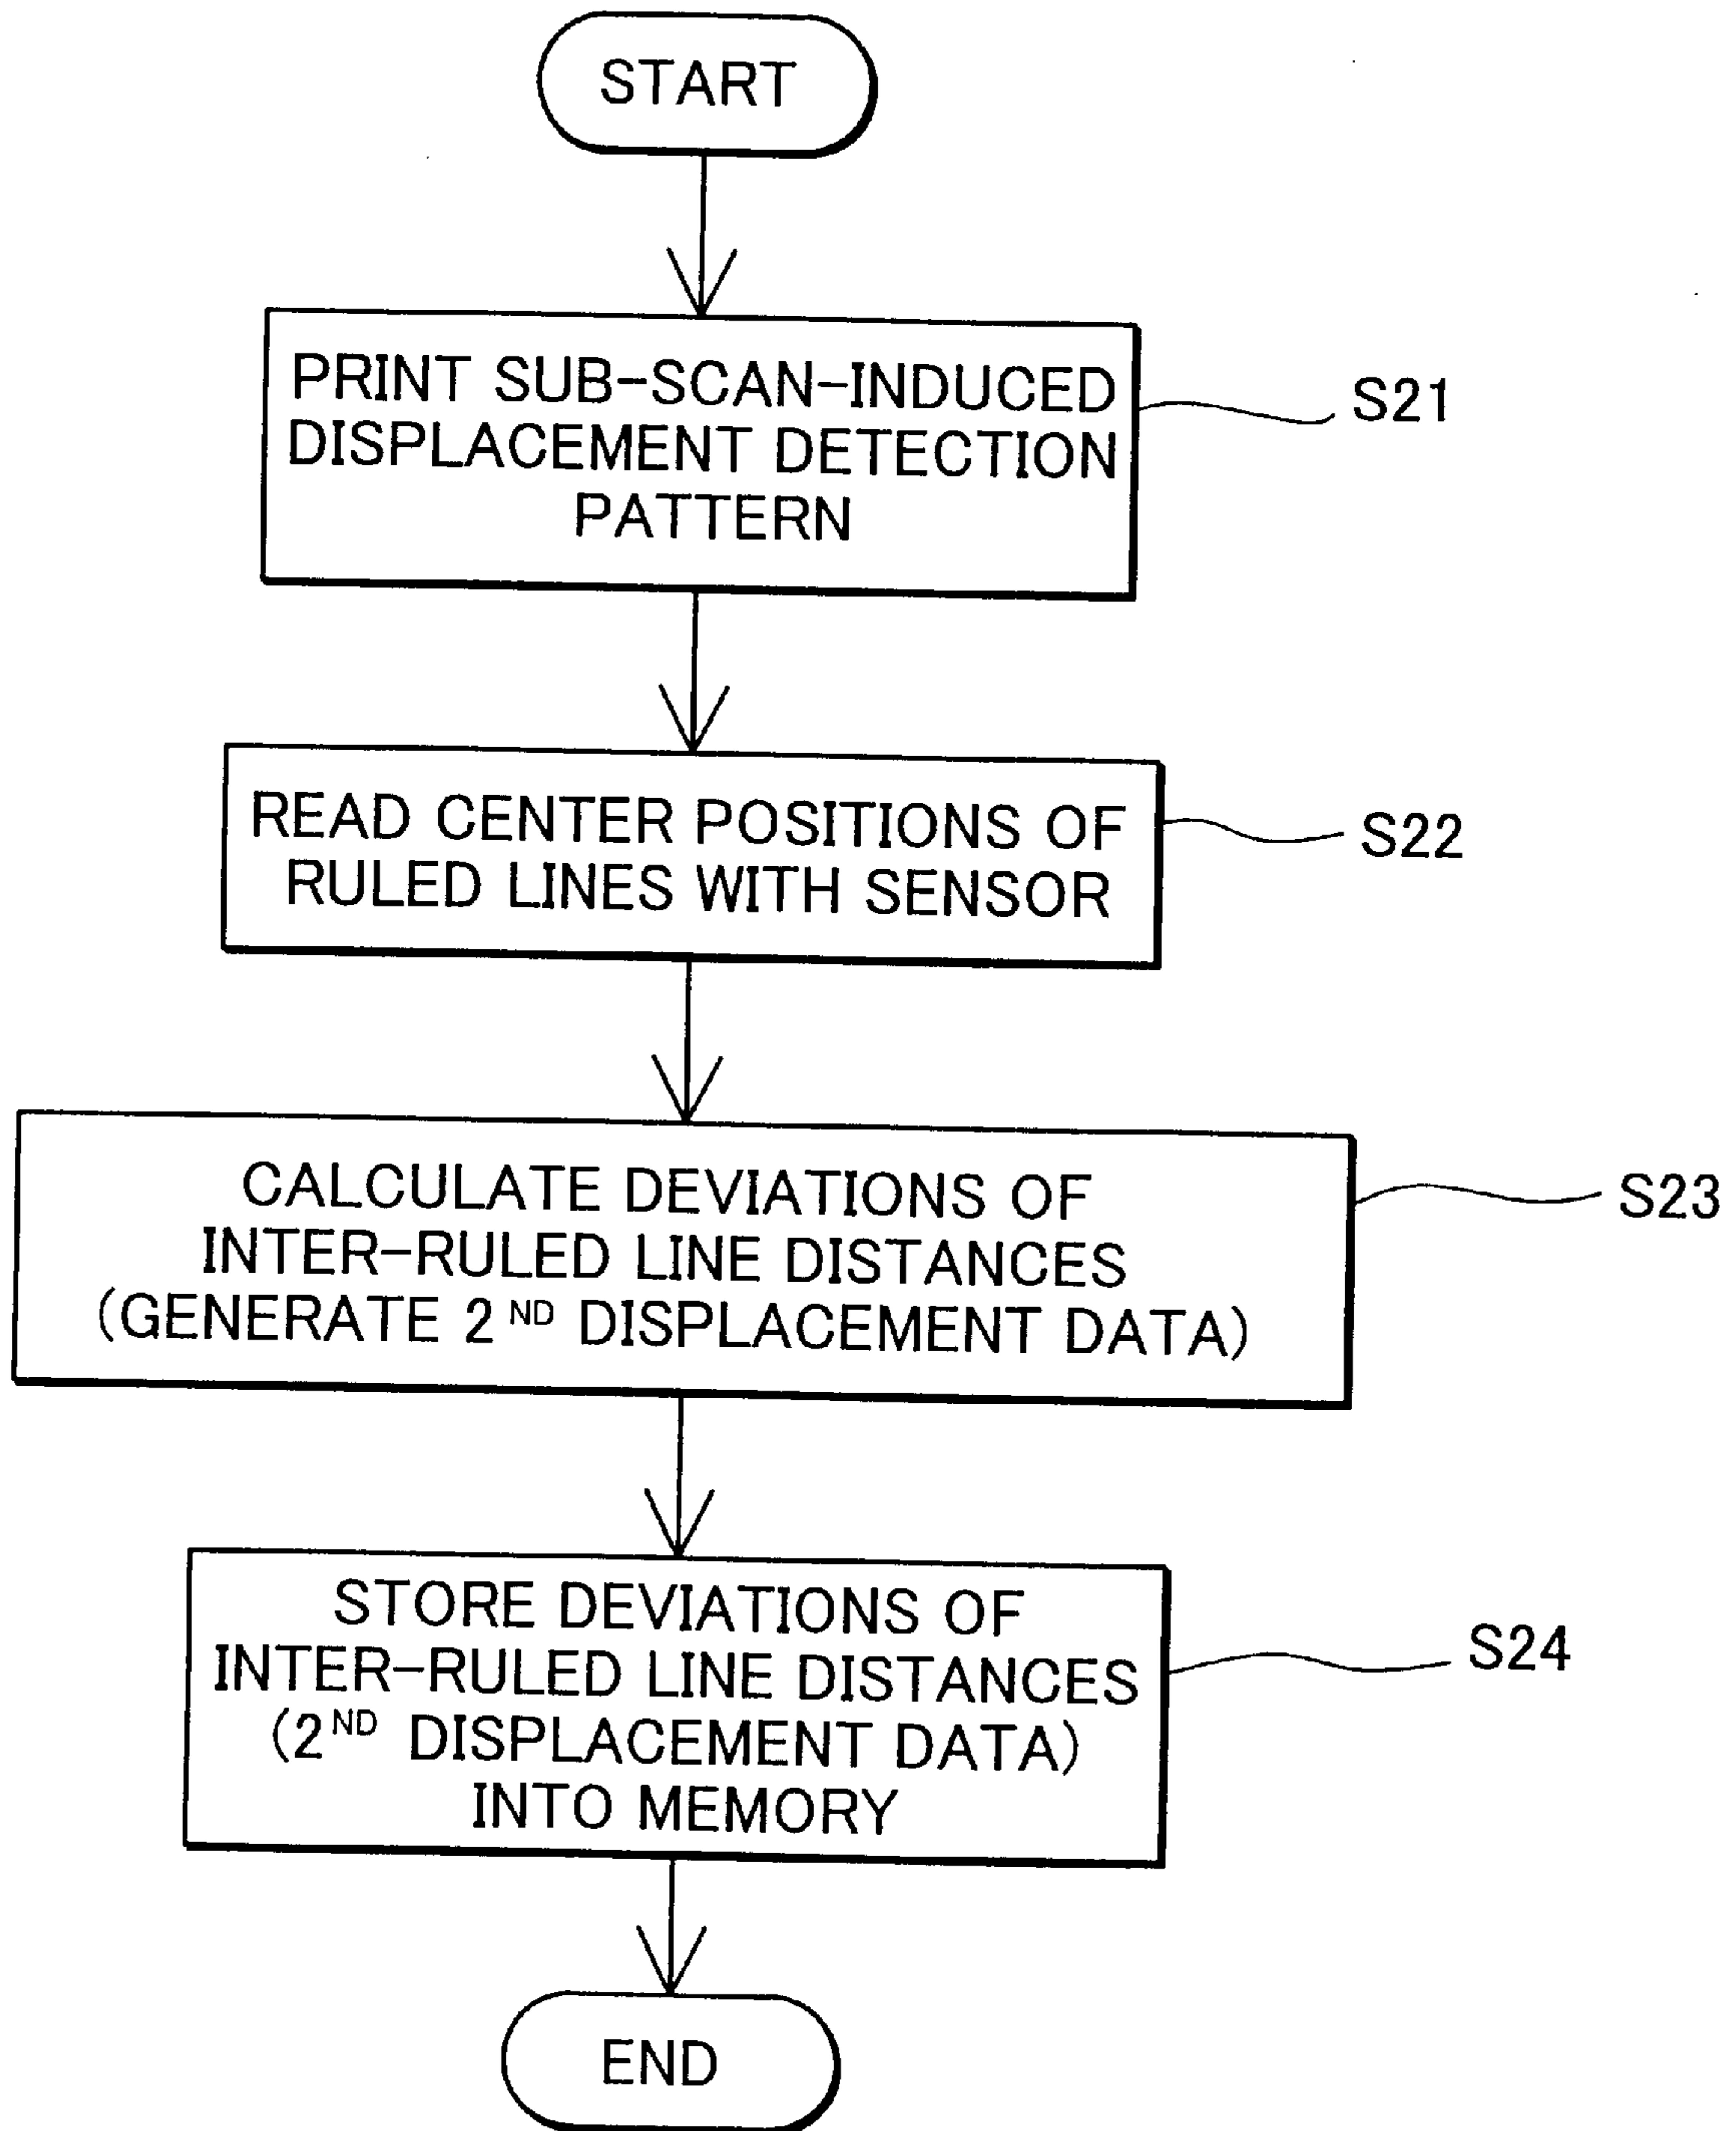 START
PRINT SUB-SCAN-INDUCED
DISPLACEMENT DETECTION
PATTERN
S21
READ CENTER POSITIONS OF
RULED LINES WITH SENSOR
S22
CALCULATE DEVIATIONS OF
INTER-RULED LINE DISTANCES
(GENERATE 2ND DISPLACEMENT DATA)
S23
STORE DEVIATIONS OF
INTER-RULED LINE DISTANCES
(2ND DISPLACEMENT DATA)
INTO MEMORY
S24
END